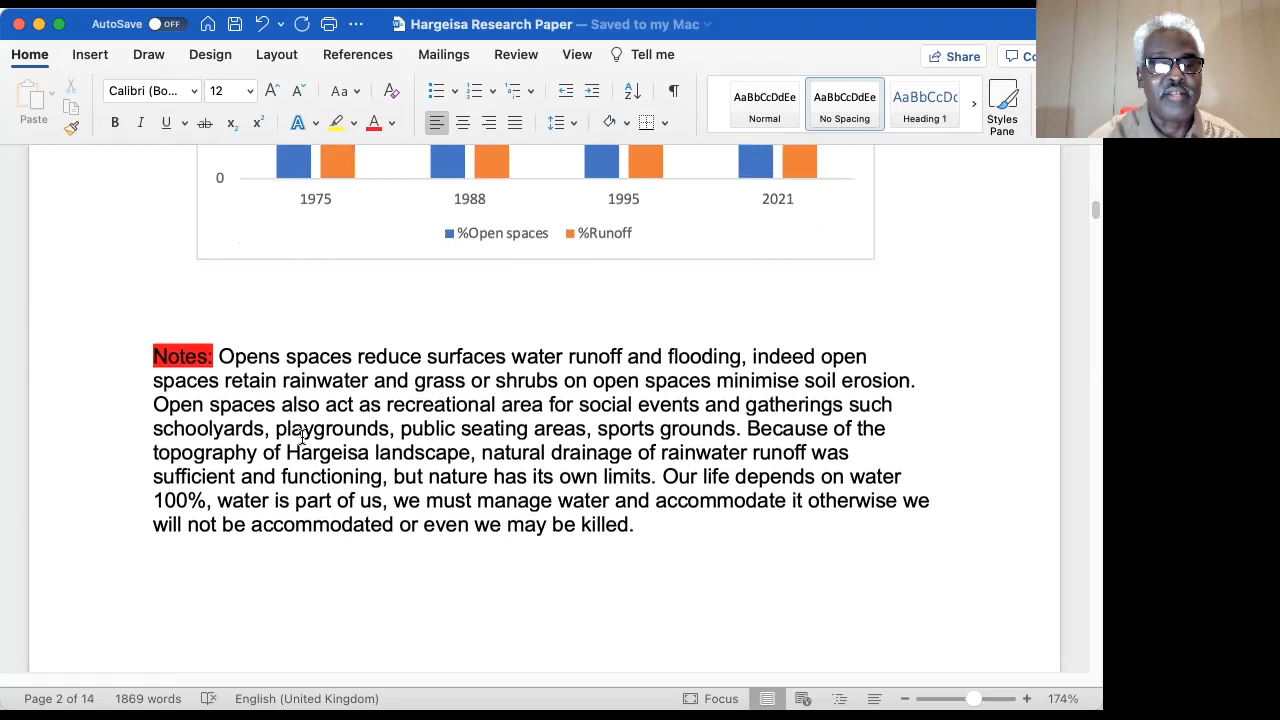 AutoSave OFF
Hargeisa Research Paper — Saved to my Mac
Home Insert Draw Design Layout References Mailings Review View Tell me
Share
Paste
Calibri (Bo...
12
Aa
B I U ab x₂ x²
AaBbCcDdEe
Normal
AaBbCcDdEe
No Spacing
AaBbCcDc
Heading 1
Styles
Pane
0
1975 1988 1995 2021
%Open spaces %Runoff
Notes: Opens spaces reduce surfaces water runoff and flooding, indeed open
spaces retain rainwater and grass or shrubs on open spaces minimise soil erosion.
Open spaces also act as recreational area for social events and gatherings such
schoolyards, playgrounds, public seating areas, sports grounds. Because of the
topography of Hargeisa landscape, natural drainage of rainwater runoff was
sufficient and functioning, but nature has its own limits. Our life depends on water
100%, water is part of us, we must manage water and accommodate it otherwise we
will not be accommodated or even we may be killed.
Page 2 of 14 1869 words English (United Kingdom) Focus 174%